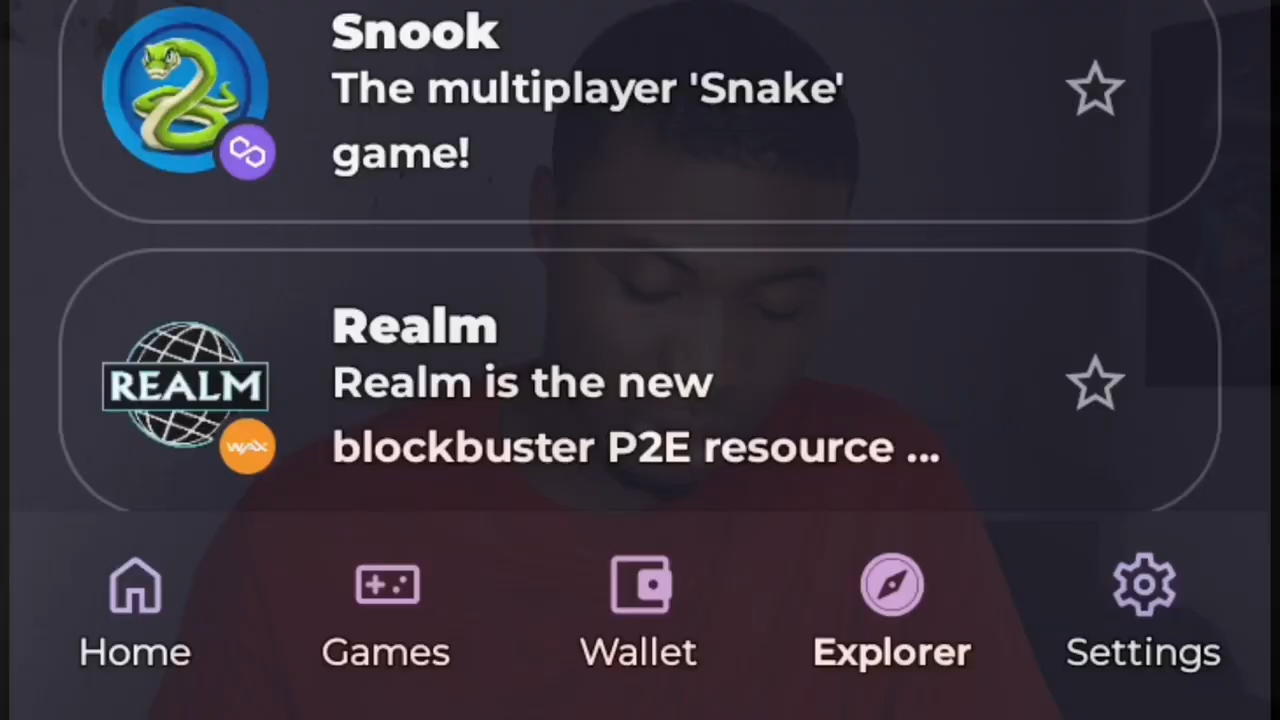 Snook
The multiplayer 'Snake'
game!
Realm
Realm is the new
blockbuster P2E resource ...
REALM
WAX
Home
Games
Wallet
Explorer
Settings